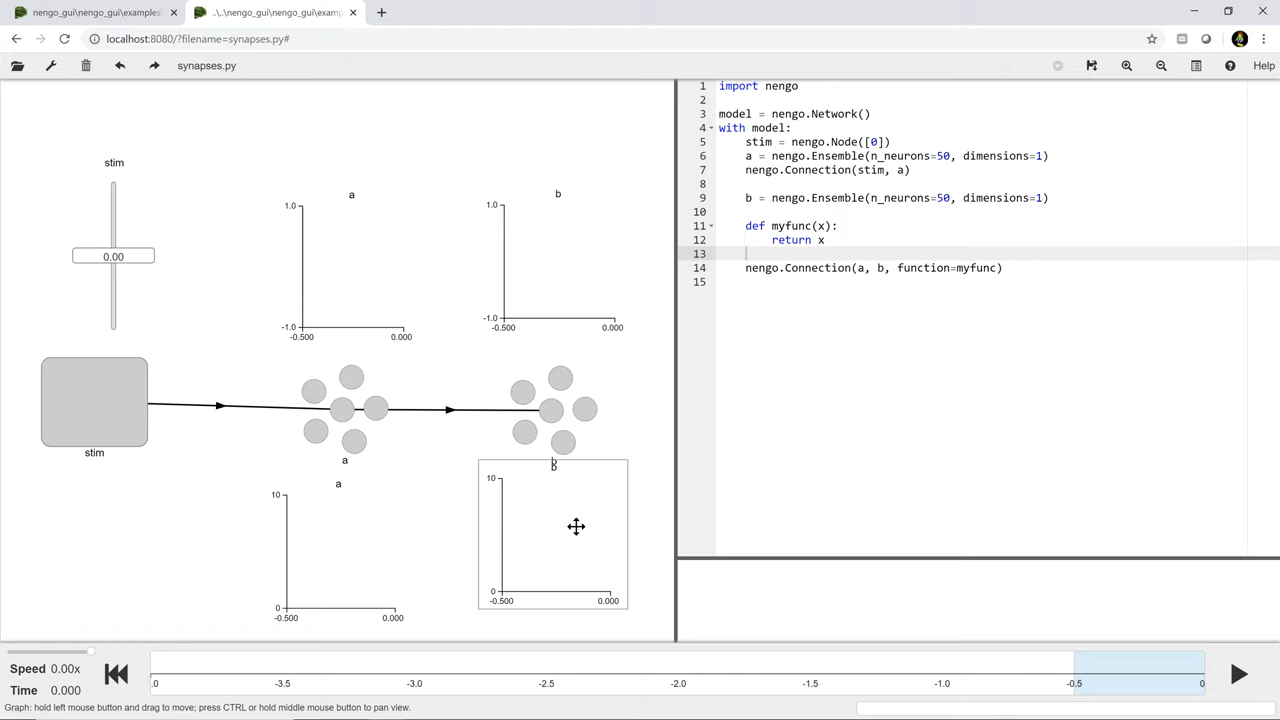 nengo_gui\nengo_gui\examples\
..\..\nengo_gui\nengo_gui\examp
localhost:8080/?filename=synapses.py#
synapses.py
Help
stim
0.00
stim
a
1.0
-1.0
-0.500
0.000
b
1.0
-1.0
-0.500
0.000
a
b
a
10
0
-0.500
0.000
b
10
0
-0.500
0.000
1 import nengo
2
3 model = nengo.Network()
4 with model:
5 stim = nengo.Node([0])
6 a = nengo.Ensemble(n_neurons=50, dimensions=1)
7 nengo.Connection(stim, a)
8
9 b = nengo.Ensemble(n_neurons=50, dimensions=1)
10
11 def myfunc(x):
12 return x
13
14 nengo.Connection(a, b, function=myfunc)
15
Speed 0.00x
Time 0.000
.0 -3.5 -3.0 -2.5 -2.0 -1.5 -1.0 -0.5 0
Graph: hold left mouse button and drag to move; press CTRL or hold middle mouse button to pan view.